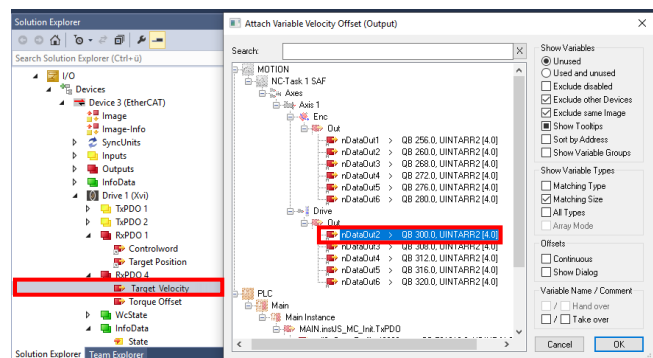 Solution Explorer
Search Solution Explorer (Ctrl+ü)
I/O
Devices
Device 3 (EtherCAT)
Image
Image-Info
SyncUnits
Inputs
Outputs
InfoData
Drive 1 (Xvi)
TxPDO 1
TxPDO 2
RxPDO 1
Controlword
Target Position
RxPDO 4
Target Velocity
Torque Offset
WcState
InfoData
State
Solution Explorer Team Explorer
Attach Variable Velocity Offset (Output)
Search:
X
MOTION
NC-Task 1 SAF
Axes
Axis 1
Enc
Out
nDataOut1 > QB 256.0, UINTARR2 [4.0]
nDataOut2 > QB 260.0, UINTARR2 [4.0]
nDataOut3 > QB 268.0, UINTARR2 [4.0]
nDataOut4 > QB 272.0, UINTARR2 [4.0]
nDataOut5 > QB 276.0, UINTARR2 [4.0]
nDataOut6 > QB 280.0, UINTARR2 [4.0]
Drive
Out
nDataOut2 > QB 300.0, UINTARR2 [4.0]
nDataOut3 > QB 308.0, UINTARR2 [4.0]
nDataOut4 > QB 312.0, UINTARR2 [4.0]
nDataOut5 > QB 316.0, UINTARR2 [4.0]
nDataOut6 > QB 320.0, UINTARR2 [4.0]
PLC
Main
Main Instance
MAIN.insUS_MC_Init.TxPDO
Show Variables
Unused
Used and unused
Exclude disabled
Exclude other Devices
Exclude same Image
Show Tooltips
Sort by Address
Show Variable Groups
Show Variable Types
Matching Type
Matching Size
All Types
Array Mode
Offsets
Continuous
Show Dialog
Variable Name / Comment
/ Hand over
/ Take over
Cancel OK